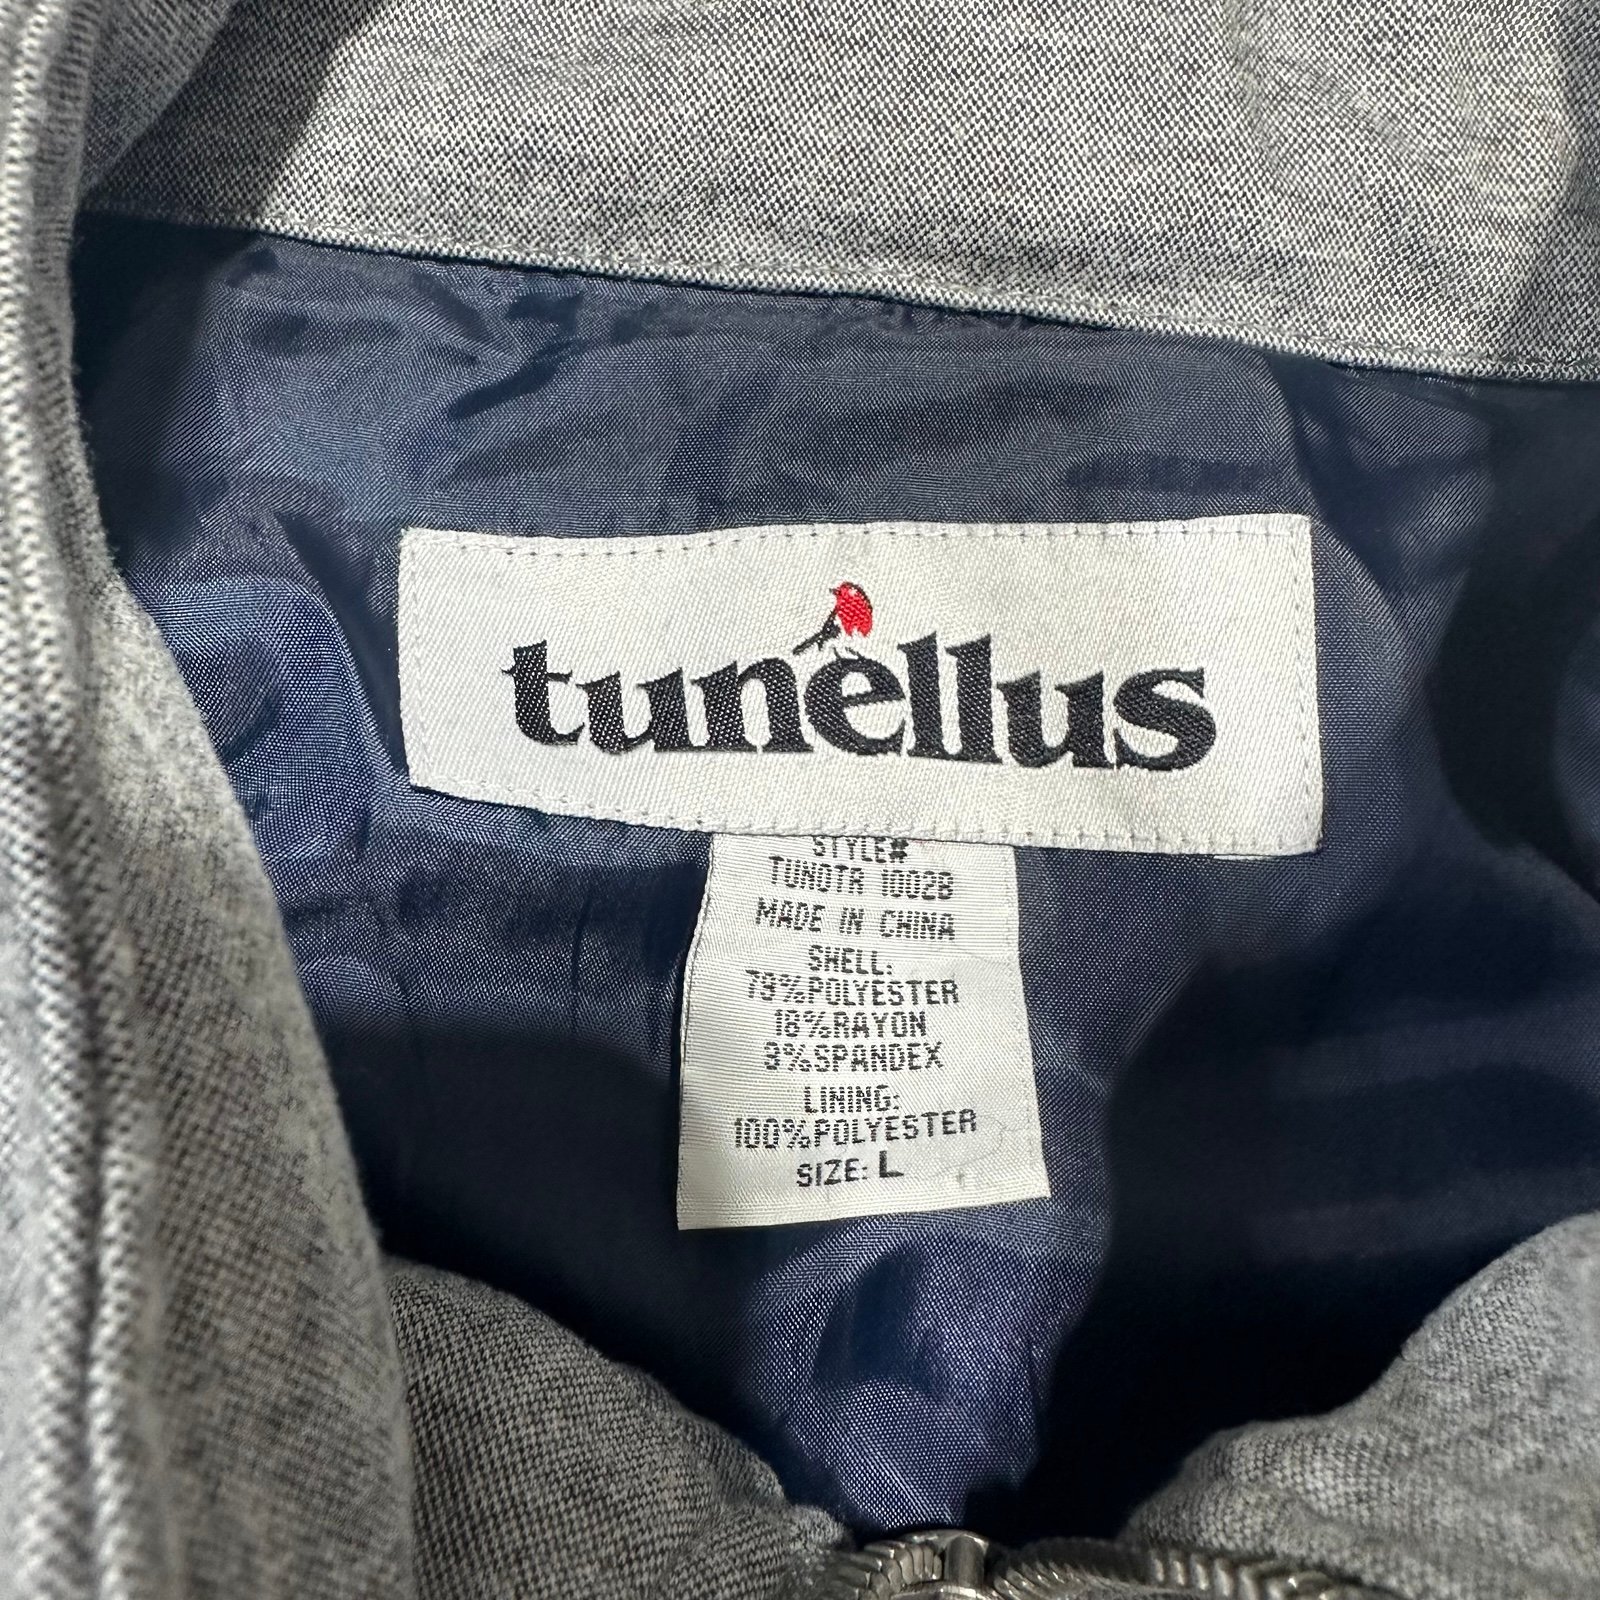 tunellus
STYLE#
TUNOTR 10028
MADE IN CHINA
SHELL:
79%POLYESTER
18%RAYON
3%SPANDEX
LINING:
100%POLYESTER
SIZE: L